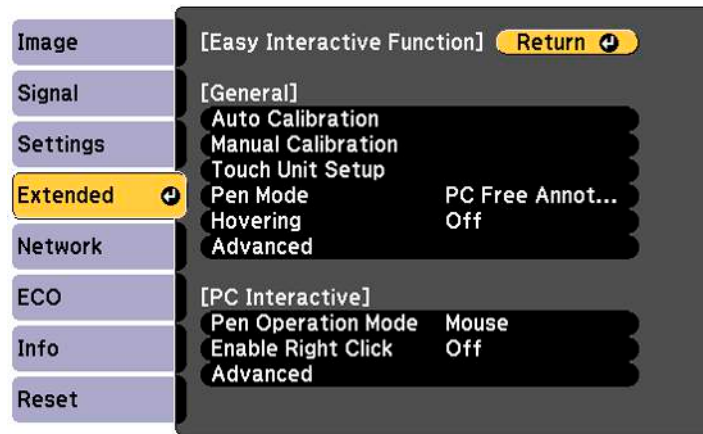 Image
Signal
Settings
Extended
Network
ECO
Info
Reset
[Easy Interactive Function] Return
[General]
Auto Calibration
Manual Calibration
Touch Unit Setup
Pen Mode PC Free Annot...
Hovering Off
Advanced
[PC Interactive]
Pen Operation Mode Mouse
Enable Right Click Off
Advanced